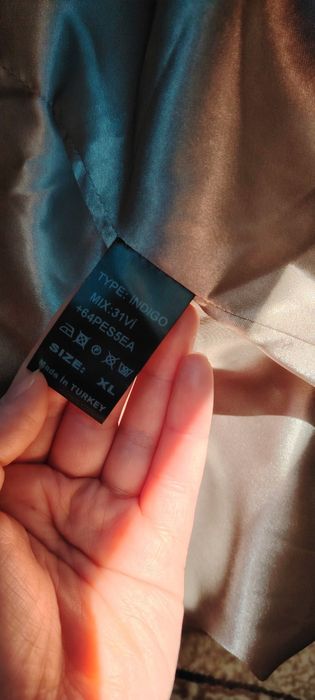 TYPE: INDIGO
MIX:31Vİ
+64PES5EA
SIZE: XL
Made in TURKEY